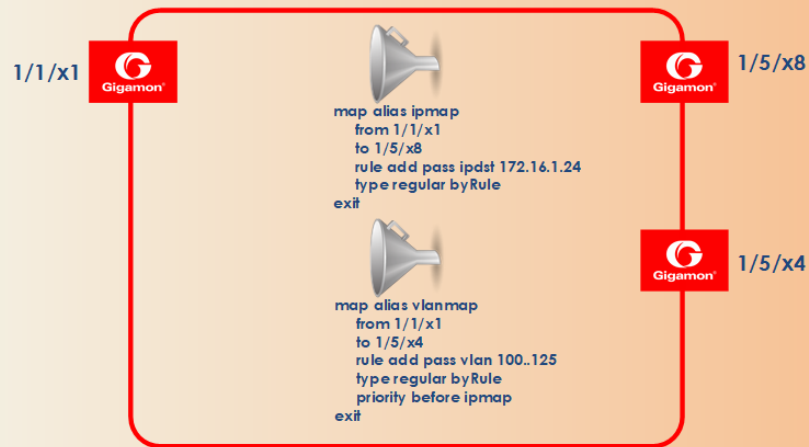 1/1/x1
Gigamon®
map alias ipmap
from 1/1/x1
to 1/5/x8
rule add pass ipdst 172.16.1.24
type regular byRule
exit
Gigamon®
1/5/x8
map alias vlanmap
from 1/1/x1
to 1/5/x4
rule add pass vlan 100..125
type regular byRule
priority before ipmap
exit
Gigamon®
1/5/x4